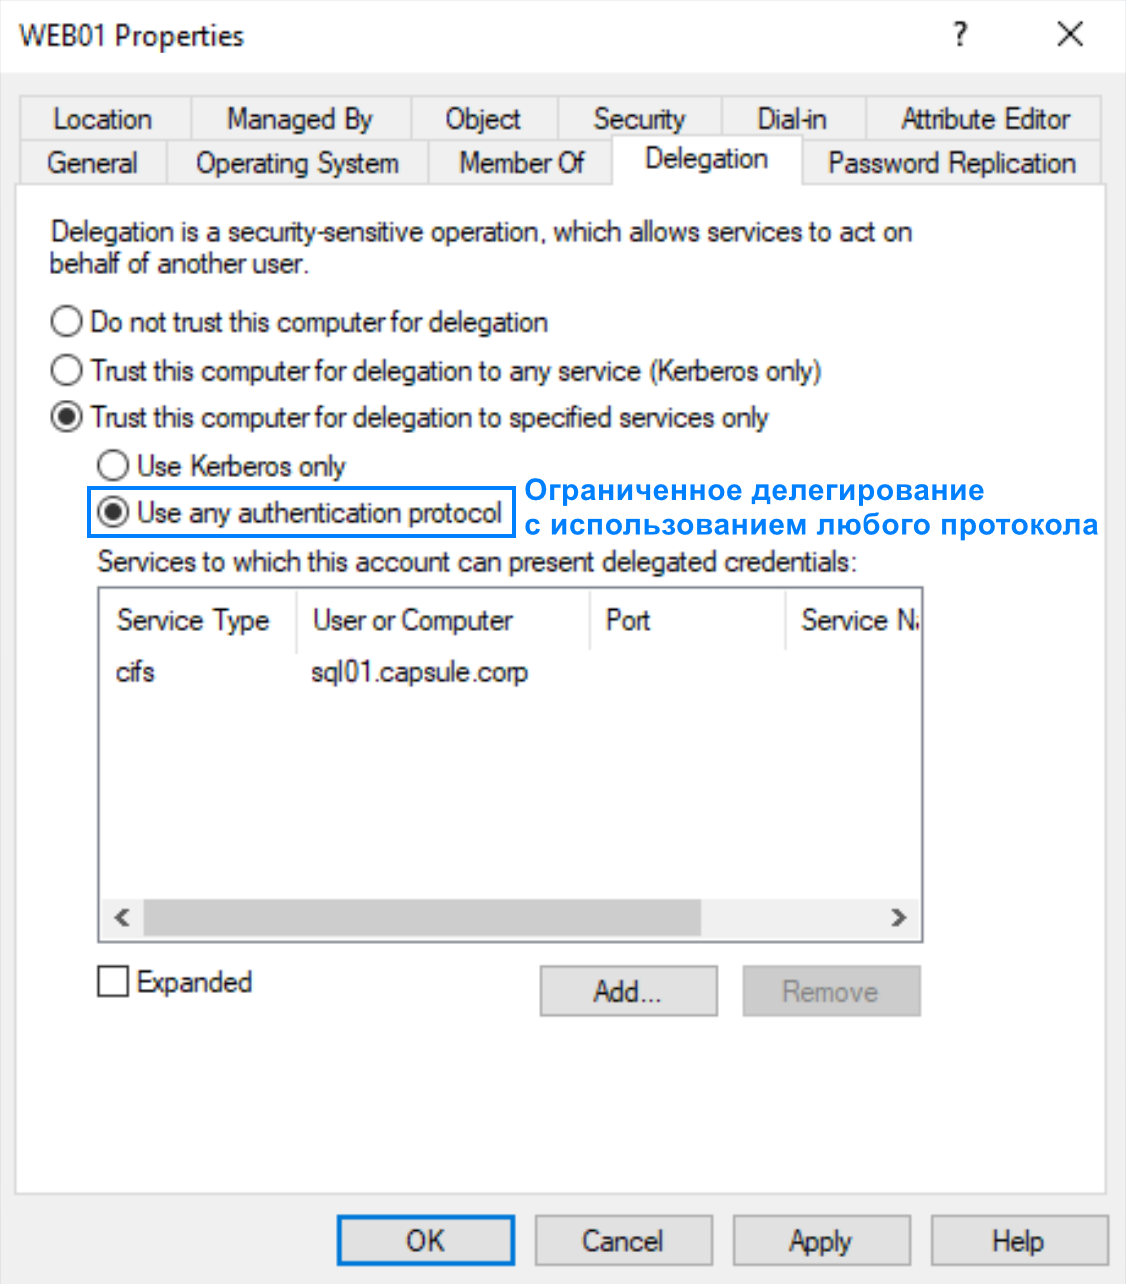 WEB01 Properties ?
Location Managed By Object Security Dial-in Attribute Editor
General Operating System Member Of Delegation Password Replication
Delegation is a security-sensitive operation, which allows services to act on
behalf of another user.
Do not trust this computer for delegation
Trust this computer for delegation to any service (Kerberos only)
Trust this computer for delegation to specified services only
Use Kerberos only
Use any authentication protocol
Ограниченное делегирование
с использованием любого протокола
Services to which this account can present delegated credentials:
Service Type User or Computer Port Service
cifs sql01.capsule.corp
Expanded Add... Remove
OK Cancel Apply Help